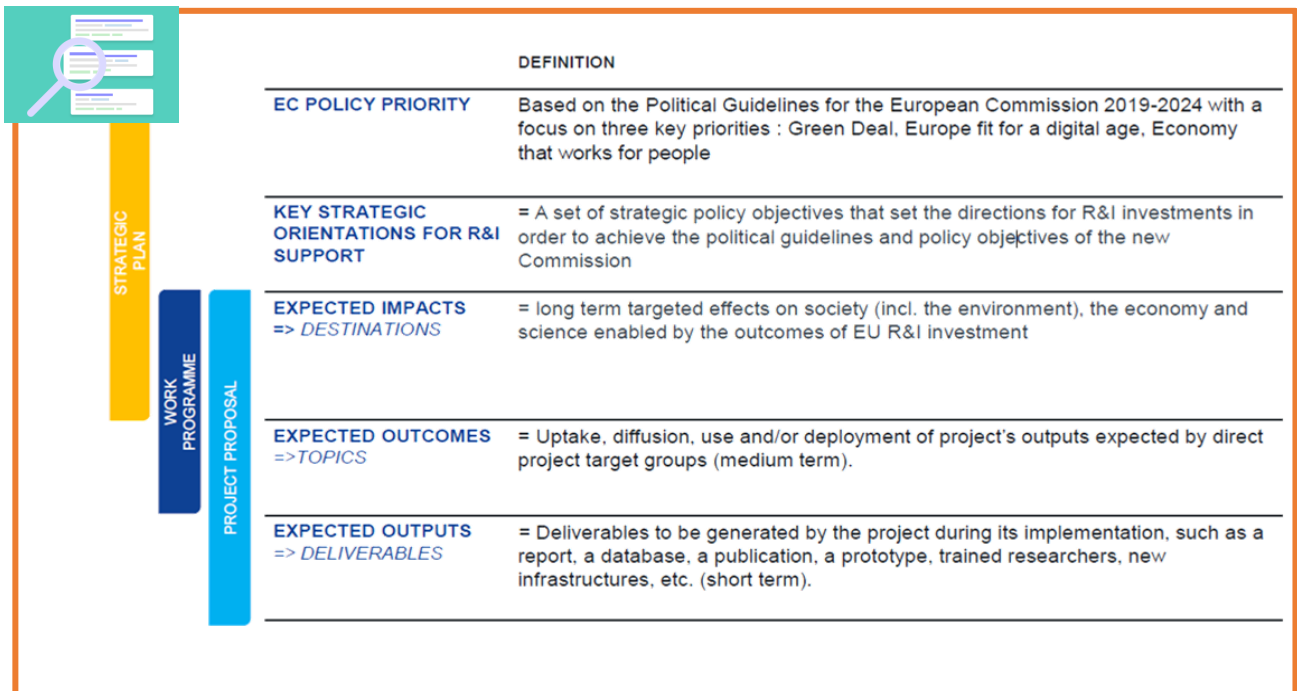 DEFINITION
EC POLICY PRIORITY
Based on the Political Guidelines for the European Commission 2019-2024 with a
focus on three key priorities : Green Deal, Europe fit for a digital age, Economy
that works for people
KEY STRATEGIC
ORIENTATIONS FOR R&I
SUPPORT
= A set of strategic policy objectives that set the directions for R&I investments in
order to achieve the political guidelines and policy objectives of the new
Commission
EXPECTED IMPACTS
=> DESTINATIONS
= long term targeted effects on society (incl. the environment), the economy and
science enabled by the outcomes of EU R&I investment
EXPECTED OUTCOMES
=>TOPICS
= Uptake, diffusion, use and/or deployment of project's outputs expected by direct
project target groups (medium term).
EXPECTED OUTPUTS
=> DELIVERABLES
= Deliverables to be generated by the project during its implementation, such as a
report, a database, a publication, a prototype, trained researchers, new
infrastructures, etc. (short term).
STRATEGIC
PLAN
WORK
PROGRAMME
PROJECT PROPOSAL